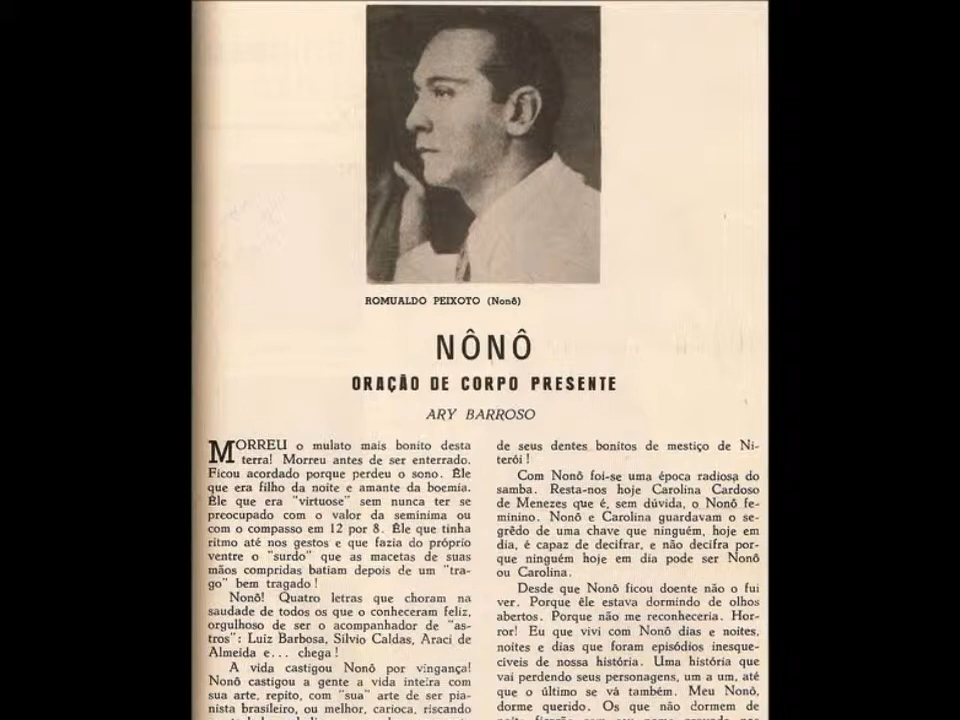 ROMUALDO PEIXOTO (Nonô)
NÔNÔ
ORAÇÃO DE CORPO PRESENTE
ARY BARROSO
MORREU o mulato mais bonito desta
terra! Morreu antes de ser enterrado.
Ficou acordado porque perdeu o sono. Êle
que era filho da noite e amante da boemia.
Êle que era "virtuose" sem nunca ter se
preocupado com o valor da semínima ou
com o compasso em 12 por 8. Êle que tinha
ritmo até nos gestos e que fazia do próprio
ventre o "surdo" que as macetas de suas
mãos compridas batiam depois de um "tra-
go" bem tragado!
Nonô! Quatro letras que choram na
saudade de todos os que o conheceram feliz,
orgulhoso de ser o acompanhador de "as-
tros": Luiz Barbosa, Sílvio Caldas, Araci de
Almeida e... chega!
A vida castigou Nonô por vingança!
Nonô castigou a gente a vida inteira com
sua arte, repito, com "sua" arte de ser pia-
nista brasileiro, ou melhor, carioca, riscando
de seus dentes bonitos de mestiço de Ni-
terói!
Com Nonô foi-se uma época radiosa do
samba. Resta-nos hoje Carolina Cardoso
de Menezes que é, sem dúvida, o Nonô fe-
minino. Nonô e Carolina guardavam o se-
grêdo de uma chave que ninguém, hoje em
dia, é capaz de decifrar, e não decifra por-
que ninguém hoje em dia pode ser Nonô
ou Carolina.
Desde que Nonô ficou doente não o fui
ver. Porque êle estava dormindo de olhos
abertos. Porque não me reconheceria. Hor-
ror! Eu que vivi com Nonô dias e noites,
noites e dias que foram episódios inesque-
cíveis de nossa história. Uma história que
vai perdendo seus personagens, um a um, até
que o último se vá também. Meu Nonô,
dorme querido. Os que não dormem de